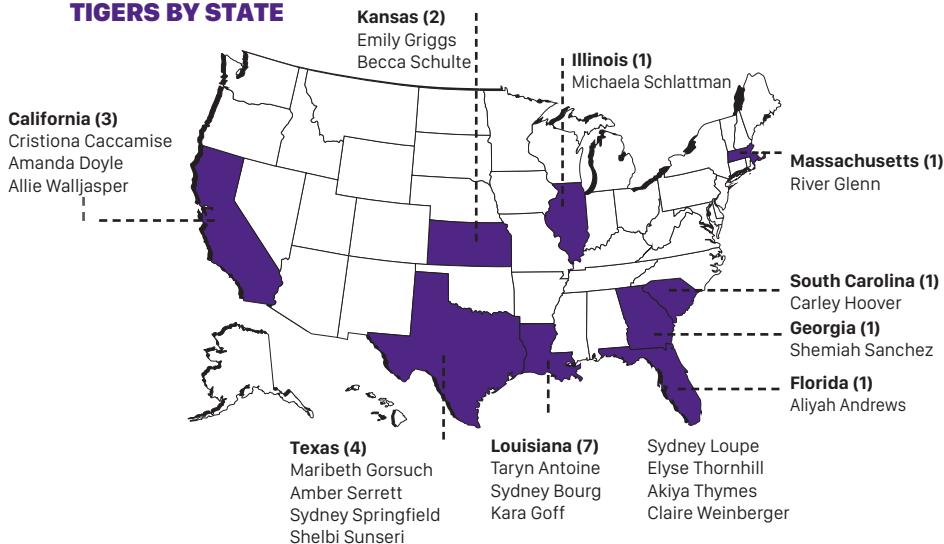 TIGERS BY STATE
Kansas (2)
Emily Griggs
Becca Schulte
Illinois (1)
Michaela Schlattman
California (3)
Cristiona Caccamise
Amanda Doyle
Allie Walljasper
Massachusetts (1)
River Glenn
South Carolina (1)
Carley Hoover
Georgia (1)
Shemiah Sanchez
Florida (1)
Aliyah Andrews
Texas (4)
Maribeth Gorsuch
Amber Serrett
Sydney Springfield
Shelbi Sunseri
Louisiana (7)
Taryn Antoine
Sydney Bourg
Kara Goff
Sydney Loupe
Elyse Thornhill
Akiya Thymes
Claire Weinberger